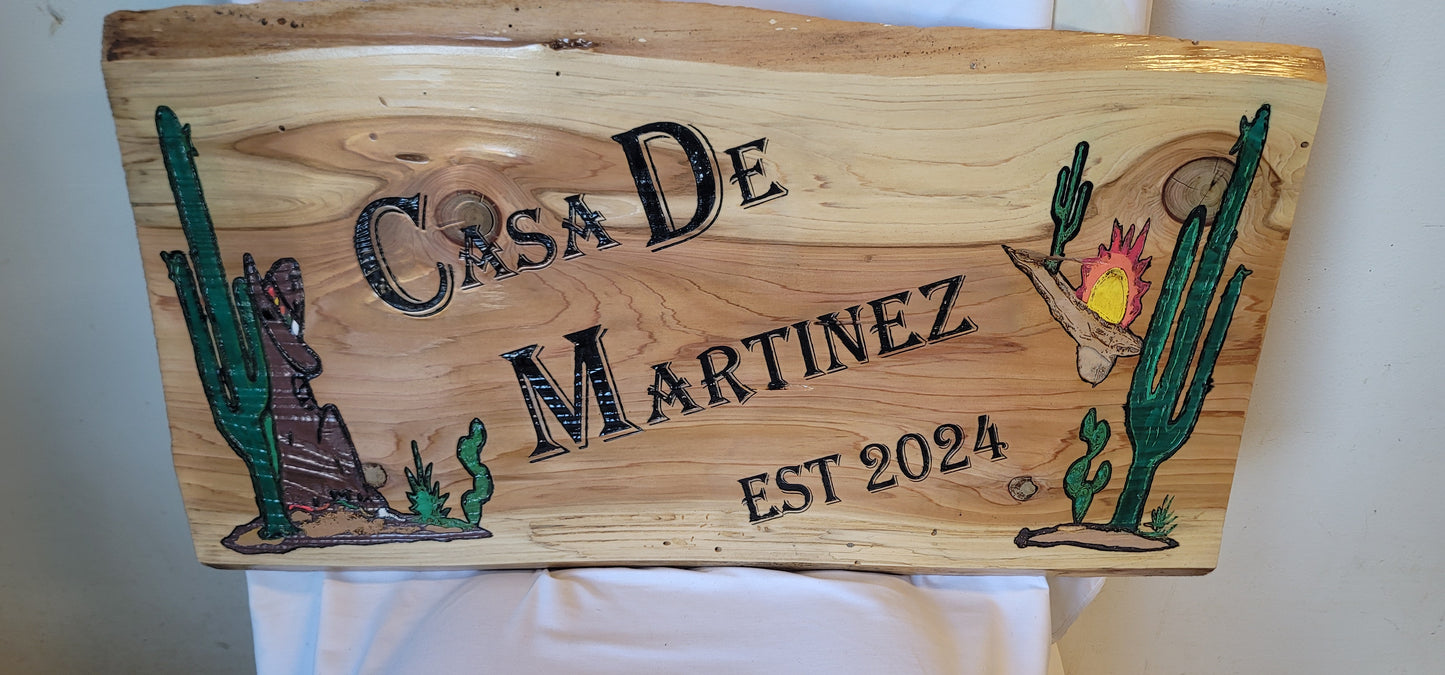 Casa De
Martinez
EST 2024